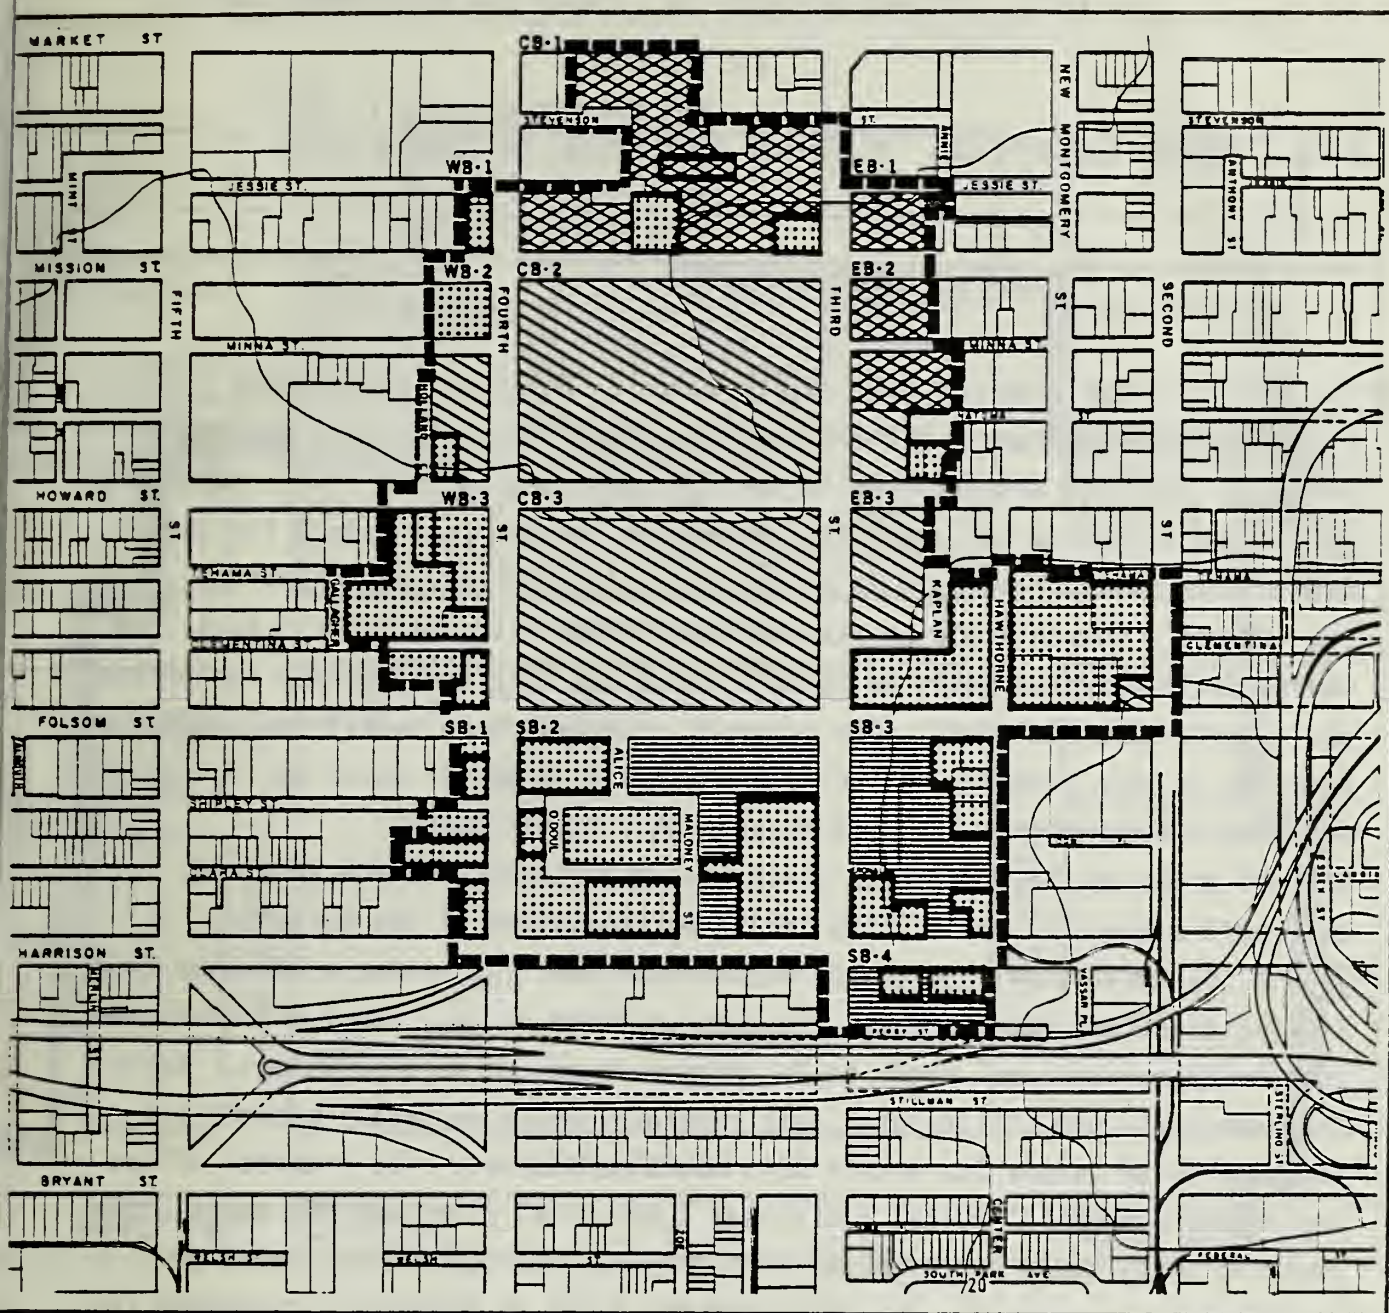 MARKET ST
CB-1
NEW MONTGOMERY ST
STEVENSON ST.
STEVENSON
ANNIE
ANTHONY ST
MINT ST
WB-1
EB-1
JESSIE ST.
JESSIE ST.
MISSION ST.
WB-2
CB-2
EB-2
FIFTH ST
FOURTH ST.
THIRD ST.
SECOND ST
MINNA ST.
MINNA ST.
HOLLAND CT.
NATOMA ST.
HOWARD ST.
WB-3
CB-3
EB-3
TEHAMA ST.
TEHAMA
TEHAMA
GALLAGHER
KAPLAN
HAWTHORNE
CLEMENTINA ST.
CLEMENTINA
FOLSOM ST.
SB-1
SB-2
SB-3
ALICE
SHIPLEY ST.
O'DOUL
MALONEY ST
CLARA ST.
ESSEX ST
HARRISON ST.
SB-4
MERLIN ST.
VASSAR PL.
PERRY ST
STILLMAN ST
STERLING ST
BRYANT ST.
ZOE
CENTER
WELSH ST
WELSH
ST.
FEDERAL ST
SOUTH PARK AVE
20